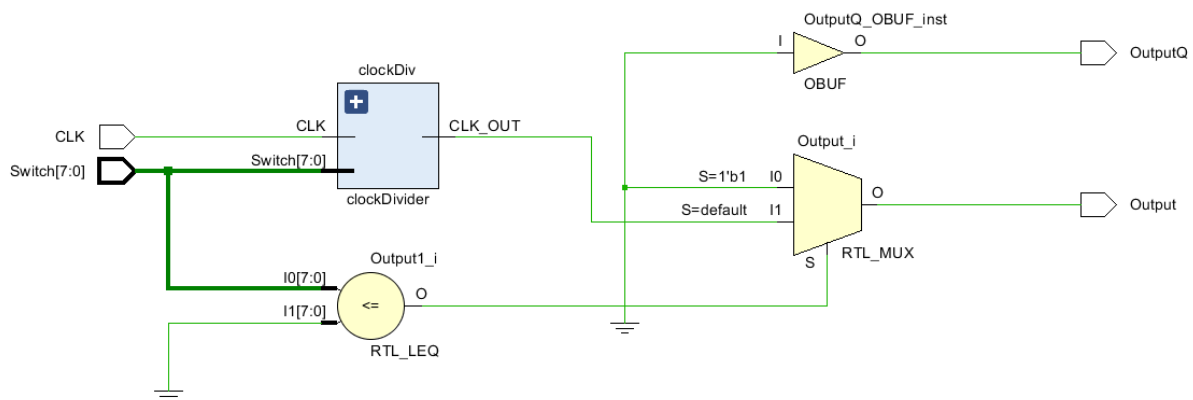 OutputQ_OBUF_inst
I
O
OutputQ
OBUF
clockDiv
CLK
CLK
CLK_OUT
Output_i
Switch[7:0]
Switch[7:0]
S=1'b1
I0
O
Output
clockDivider
S=default
I1
S
RTL_MUX
Output1_i
I0[7:0]
O
<=
I1[7:0]
RTL_LEQ